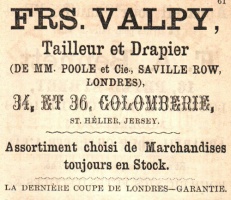 61
FRS. VALPY,
Tailleur et Drapier
(DE MM. POOLE et Cie., SAVILLE ROW,
LONDRES),
34, ET 36, COLOMBERIE,
ST. HÉLIER, JERSEY.
Assortiment choisi de Marchandises
toujours en Stock.
LA DERNIÈRE COUPE DE LONDRES—GARANTIE.